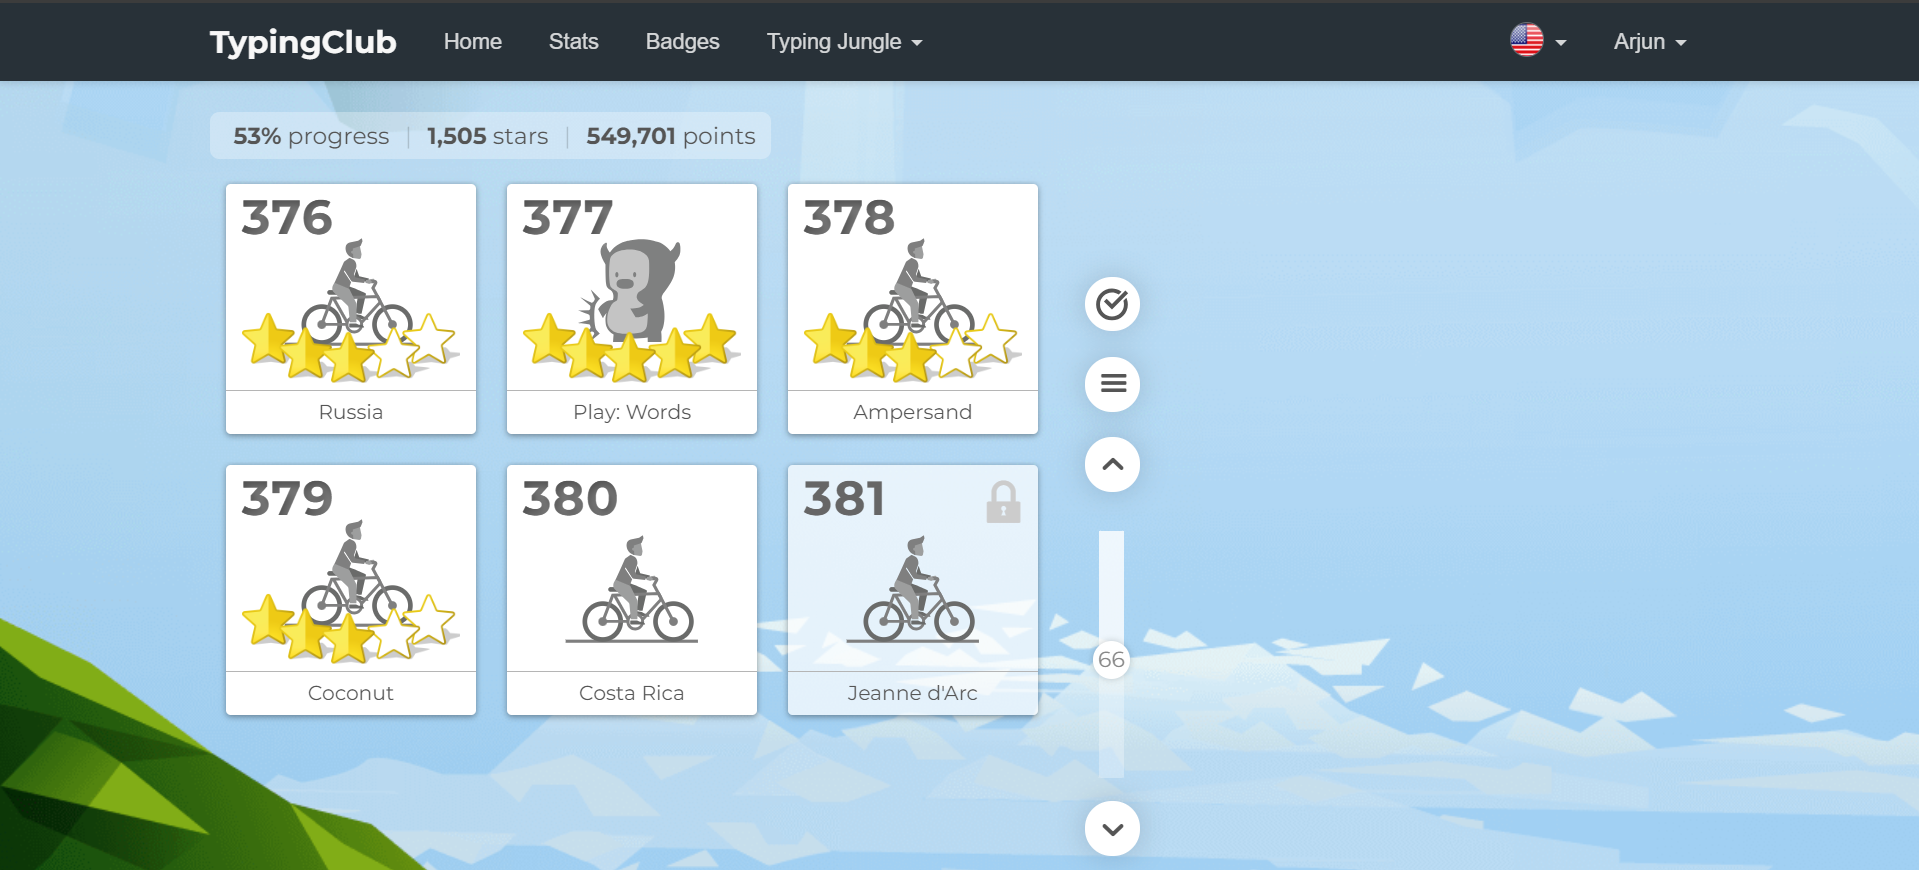 TypingClub Home Stats Badges Typing Jungle Arjun
53% progress | 1,505 stars | 549,701 points
376 377 378
Russia Play: Words Ampersand
379 380 381
66
Coconut Costa Rica Jeanne d'Arc